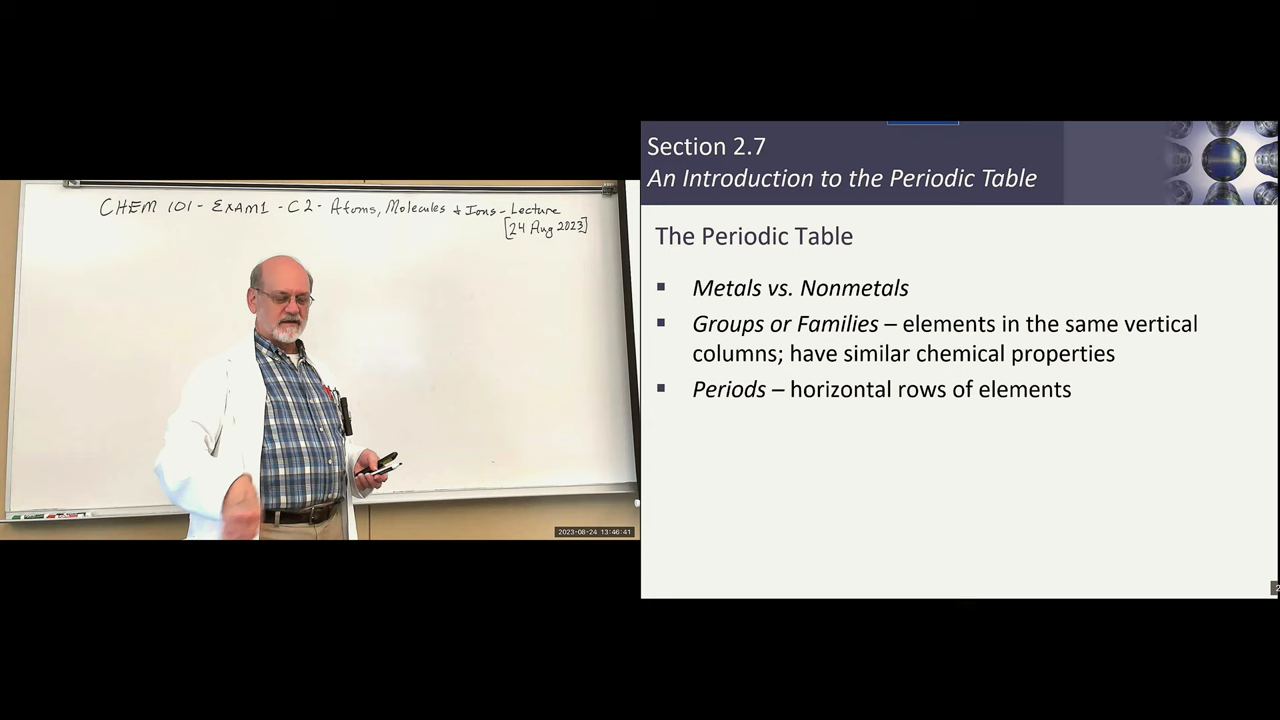 CHEM 101 - EXAM1 - C2 - Atoms, Molecules & Ions - Lecture
[24 Aug 2023]
2023-08-24 13:46:41
Section 2.7
An Introduction to the Periodic Table
The Periodic Table
▪ Metals vs. Nonmetals
▪ Groups or Families – elements in the same vertical
columns; have similar chemical properties
▪ Periods – horizontal rows of elements